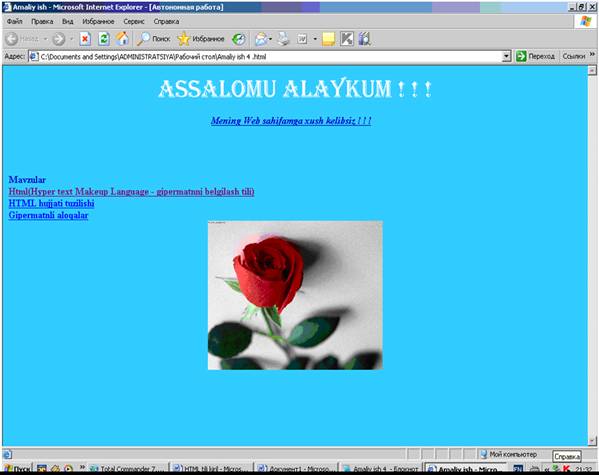 Amaliy ish - Microsoft Internet Explorer - [Автономная работа]
Файл Правка Вид Избранное Сервис Справка
Назад Поиск Избранное
Адрес: C:\Documents and Settings\ADMINISTRATSIYA\Рабочий стол\Amaliy ish 4 .html Переход Ссылки »
ASSALOMU ALAYKUM ! ! !
Mening Web sahifamga xush kelibsiz ! ! !
Mavzular
Html(Hyper text Makeup Language - gipermatnni belgilash tili)
HTML hujjati tuzilishi
Gipermatnli aloqalar
Мой компьютер
Справка
Пуск » Total Commander 7.... HTML tili kiril - Micros... Документ1 - Microso... Amaliy ish 4 - Блокнот Amaliy ish - Micro... EN « 21:32